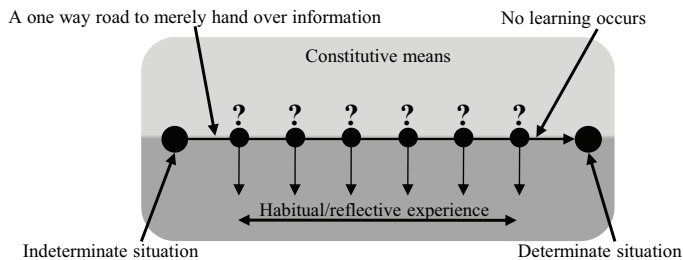 A one way road to merely hand over information
No learning occurs
Constitutive means
? ? ? ? ? ?
Habitual/reflective experience
Indeterminate situation
Determinate situation